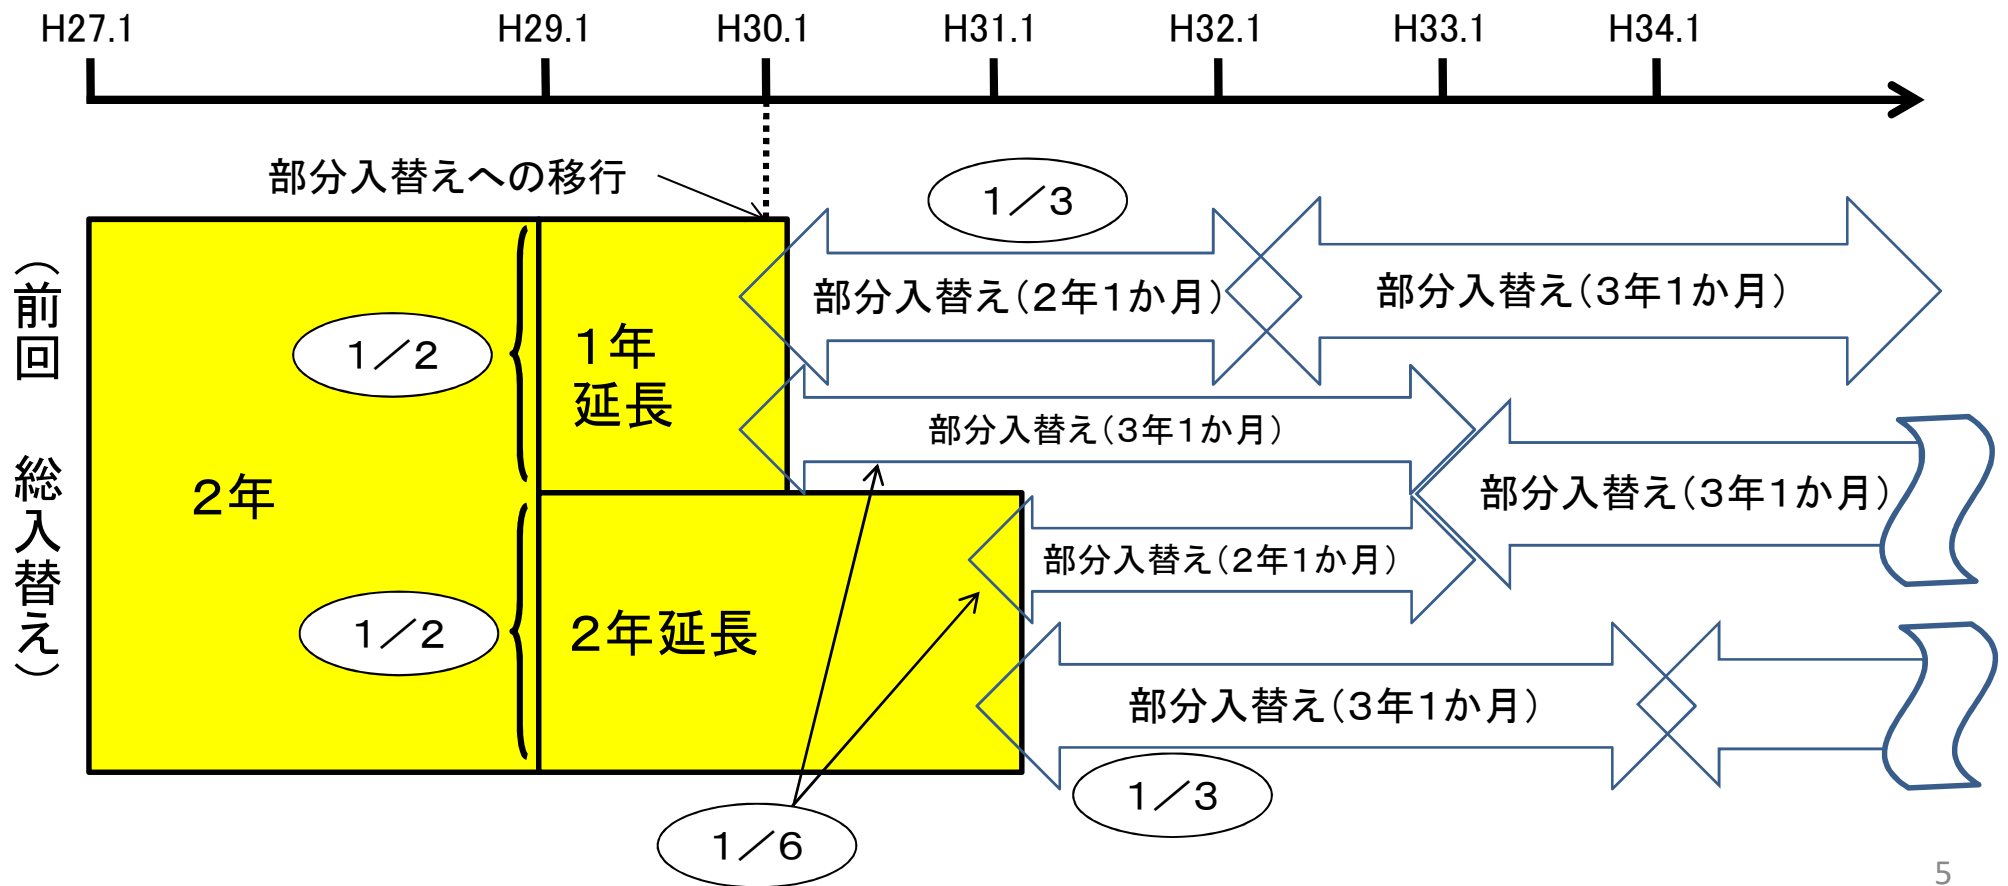 H27.1
H29.1
H30.1
H31.1
H32.1
H33.1
H34.1
部分入替えへの移行
1/3
(前回 総入替え)
2年
1/2
1年
延長
部分入替え(2年1か月)
部分入替え(3年1か月)
部分入替え(3年1か月)
部分入替え(3年1か月)
1/2
2年延長
部分入替え(2年1か月)
部分入替え(3年1か月)
1/3
1/6
5